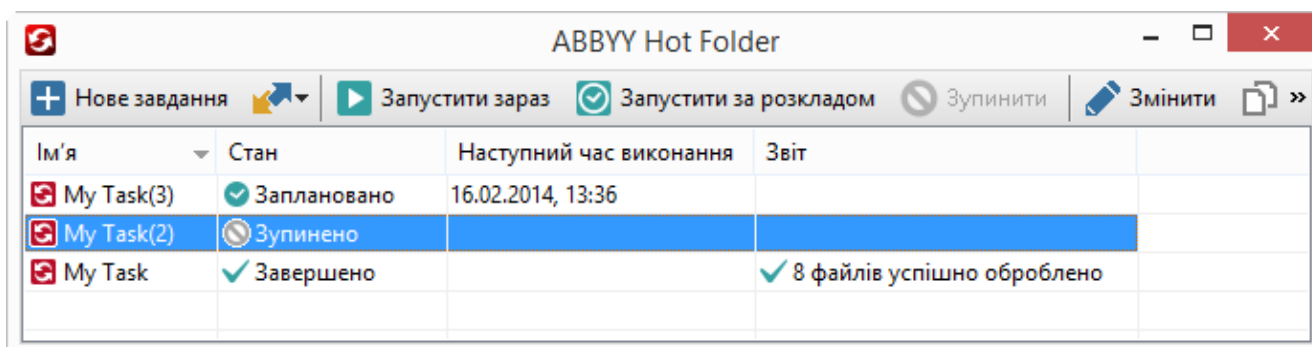 ABBYY Hot Folder
Нове завдання Запустити зараз Запустити за розкладом Зупинити Змінити »
Ім’я Стан Наступний час виконання Звіт
My Task(3) Заплановано 16.02.2014, 13:36
My Task(2) Зупинено
My Task Завершено 8 файлів успішно оброблено